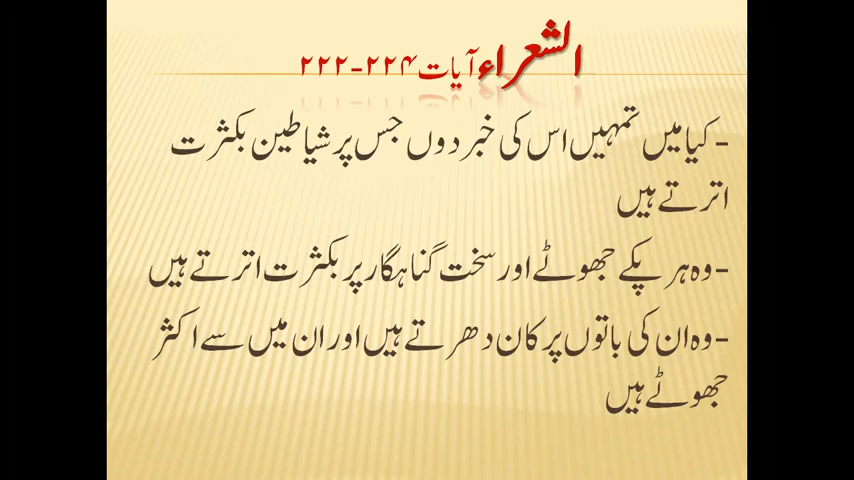 الشعراء آیات ۲۲۴-۲۲۲
- کیا میں تمہیں اس کی خبر دوں جس پر شیاطین بکثرت
اترتے ہیں
- وہ ہر پکے جھوٹے اور سخت گناہگار پر بکثرت اترتے ہیں
- وہ ان کی باتوں پر کان دھرتے ہیں اور ان میں سے اکثر
جھوٹے ہیں